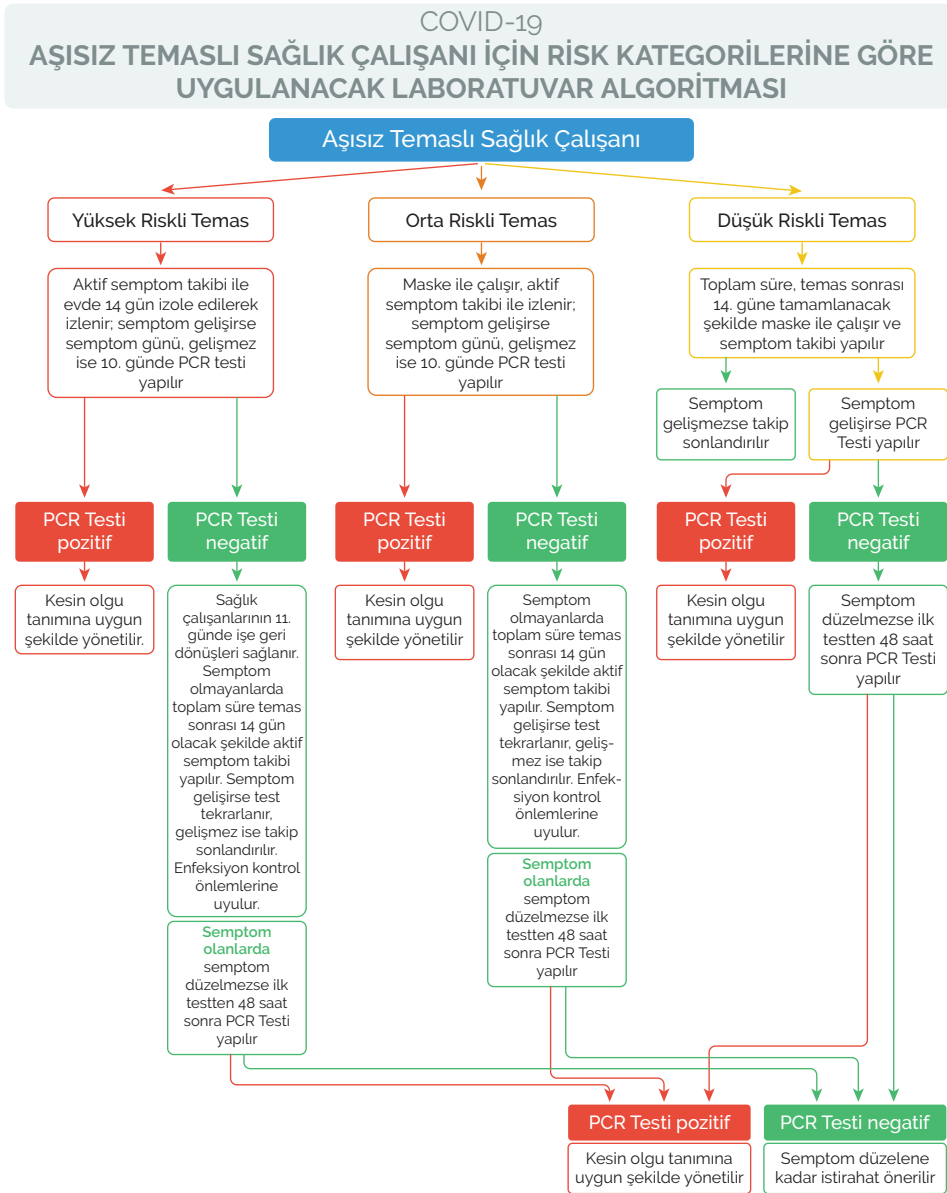 COVID-19
AŞISIZ TEMASLI SAĞLIK ÇALIŞANI İÇİN RİSK KATEGORİLERİNE GÖRE
UYGULANACAK LABORATUVAR ALGORİTMASI
Aşısız Temaslı Sağlık Çalışanı
Yüksek Riskli Temas
Aktif semptom takibi ile
evde 14 gün izole edilerek
izlenir; semptom gelişirse
semptom günü, gelişmez
ise 10. günde PCR testi
yapılır
PCR Testi
pozitif
Kesin olgu
tanımına uygun
şekilde yönetilir.
PCR Testi
negatif
Sağlık
çalışanlarının 11.
günde işe geri
dönüşleri sağlanır.
Semptom
olmayanlarda
toplam süre temas
sonrası 14 gün
olacak şekilde aktif
semptom takibi
yapılır. Semptom
gelişirse test
tekrarlanır,
gelişmez ise takip
sonlandırılır.
Enfeksiyon kontrol
önlemlerine
uyulur.
Semptom
olanlarda
semptom
düzelmezse ilk
testten 48 saat
sonra PCR Testi
yapılır
Orta Riskli Temas
Maske ile çalışır, aktif
semptom takibi ile izlenir;
semptom gelişirse
semptom günü, gelişmez
ise 10. günde PCR testi
yapılır
PCR Testi
pozitif
Kesin olgu
tanımına uygun
şekilde yönetilir
PCR Testi
negatif
Semptom
olmayanlarda
toplam süre temas
sonrası 14 gün
olacak şekilde aktif
semptom takibi
yapılır. Semptom
gelişirse test
tekrarlanır, geliş-
mez ise takip
sonlandırılır. Enfek-
siyon kontrol
önlemlerine
uyulur.
Semptom
olanlarda
semptom
düzelmezse ilk
testten 48 saat
sonra PCR Testi
yapılır
Düşük Riskli Temas
Toplam süre, temas sonrası
14. güne tamamlanacak
şekilde maske ile çalışır ve
semptom takibi yapılır
Semptom
gelişmezse takip
sonlandırılır
Semptom
gelişirse PCR
Testi yapılır
PCR Testi
pozitif
Kesin olgu
tanımına uygun
şekilde yönetilir
PCR Testi
negatif
Semptom
düzelmezse ilk
testten 48 saat
sonra PCR Testi
yapılır
PCR Testi pozitif
Kesin olgu tanımına
uygun şekilde yönetilir
PCR Testi negatif
Semptom düzelene
kadar istirahat önerilir